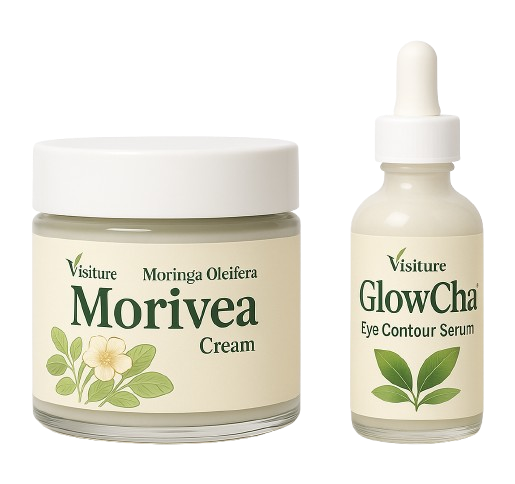 Visiture Moringa Oleifera
Morivea
Cream
Visiture
GlowCha®
Eye Contour Serum